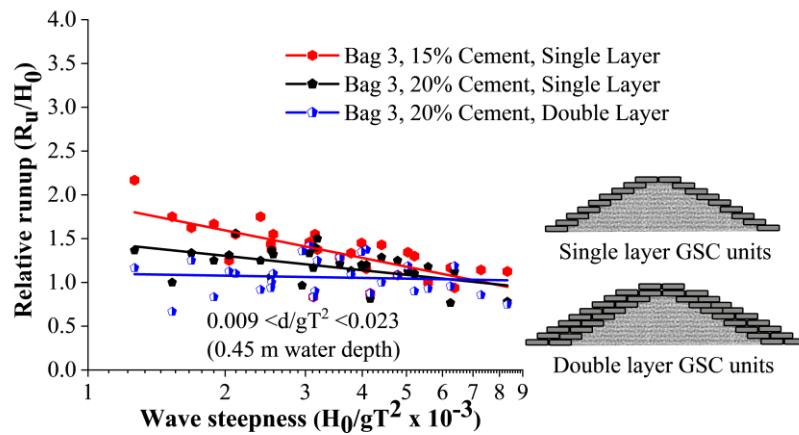 4.0
3.5
3.0
2.5
2.0
1.5
1.0
0.5
0.0
Relative runup (Ru/H0)
Bag 3, 15% Cement, Single Layer
Bag 3, 20% Cement, Single Layer
Bag 3, 20% Cement, Double Layer
0.009 <d/gT² <0.023
(0.45 m water depth)
1 2 3 4 5 6 7 8 9
Wave steepness (H0/gT² x 10⁻³)
Single layer GSC units
Double layer GSC units